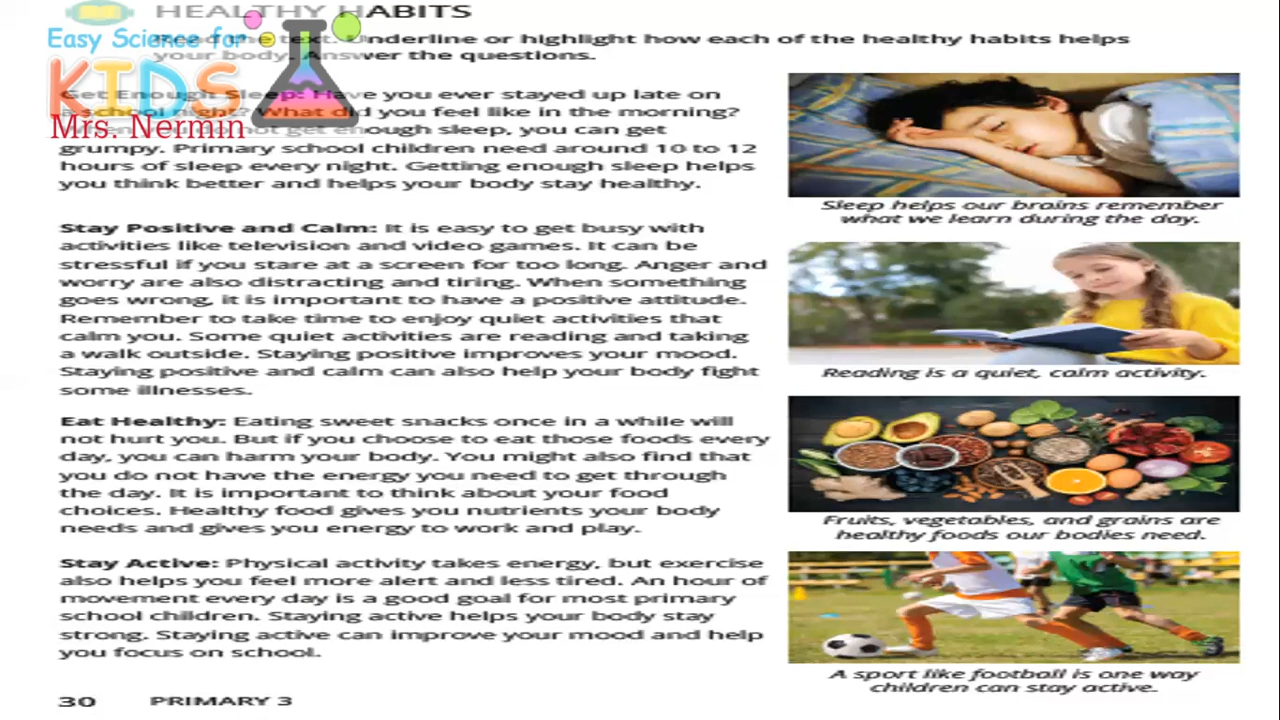 HEALTHY HABITS
Easy Science for
KIDS
Mrs. Nermin
Read the text. Underline or highlight how each of the healthy habits helps
your body. Answer the questions.
Get Enough Sleep: Have you ever stayed up late on
a school night? What did you feel like in the morning?
not get enough sleep, you can get
grumpy. Primary school children need around 10 to 12
hours of sleep every night. Getting enough sleep helps
you think better and helps your body stay healthy.
Sleep helps our brains remember
what we learn during the day.
Stay Positive and Calm: It is easy to get busy with
activities like television and video games. It can be
stressful if you stare at a screen for too long. Anger and
worry are also distracting and tiring. When something
goes wrong, it is important to have a positive attitude.
Remember to take time to enjoy quiet activities that
calm you. Some quiet activities are reading and taking
a walk outside. Staying positive improves your mood.
Staying positive and calm can also help your body fight
some illnesses.
Reading is a quiet, calm activity.
Eat Healthy: Eating sweet snacks once in a while will
not hurt you. But if you choose to eat those foods every
day, you can harm your body. You might also find that
you do not have the energy you need to get through
the day. It is important to think about your food
choices. Healthy food gives you nutrients your body
needs and gives you energy to work and play.
Fruits, vegetables, and grains are
healthy foods our bodies need.
Stay Active: Physical activity takes energy, but exercise
also helps you feel more alert and less tired. An hour of
movement every day is a good goal for most primary
school children. Staying active helps your body stay
strong. Staying active can improve your mood and help
you focus on school.
A sport like football is one way
children can stay active.
30 PRIMARY 3